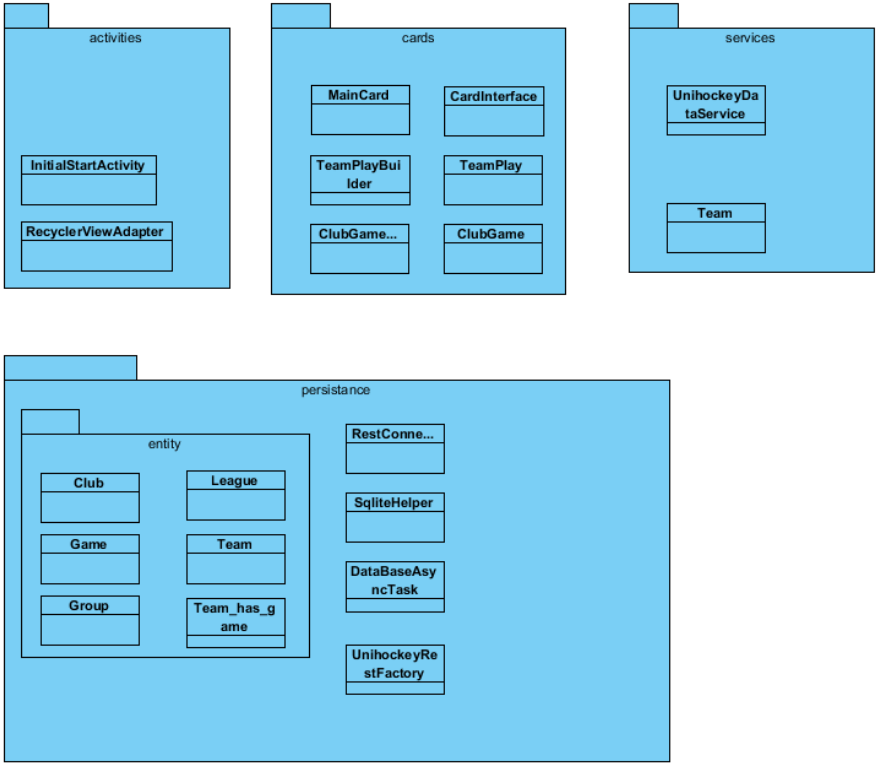 activities
InitialStartActivity
RecyclerViewAdapter
cards
MainCard
CardInterface
TeamPlayBui
lder
TeamPlay
ClubGame...
ClubGame
services
UnihockeyDa
taService
Team
persistance
entity
Club
League
Game
Team
Group
Team_has_g
ame
RestConne...
SqliteHelper
DataBaseAsy
ncTask
UnihockeyRe
stFactory